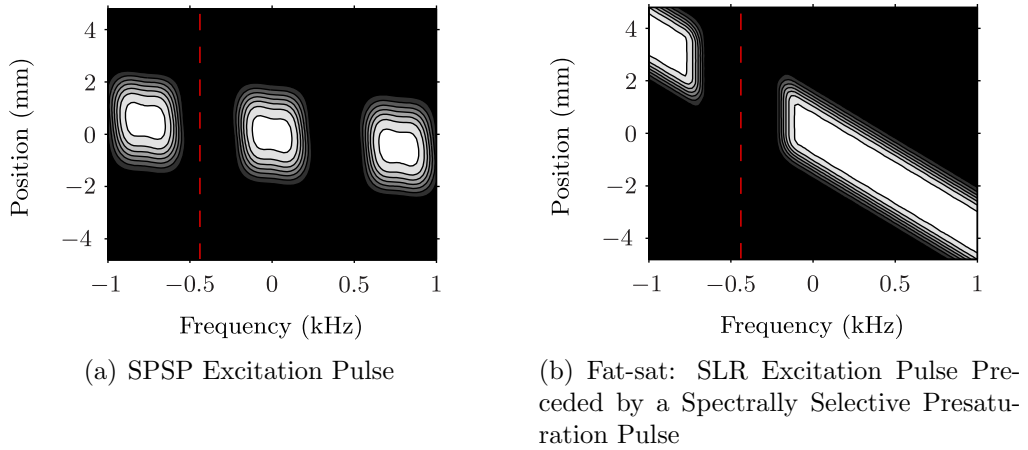 4
2
0
−2
−4
Position (mm)
−1
−0.5
0
0.5
1
Frequency (kHz)
(a) SPSP Excitation Pulse
4
2
0
−2
−4
Position (mm)
−1
−0.5
0
0.5
1
Frequency (kHz)
(b) Fat-sat: SLR Excitation Pulse Pre-
ceded by a Spectrally Selective Presatu-
ration Pulse